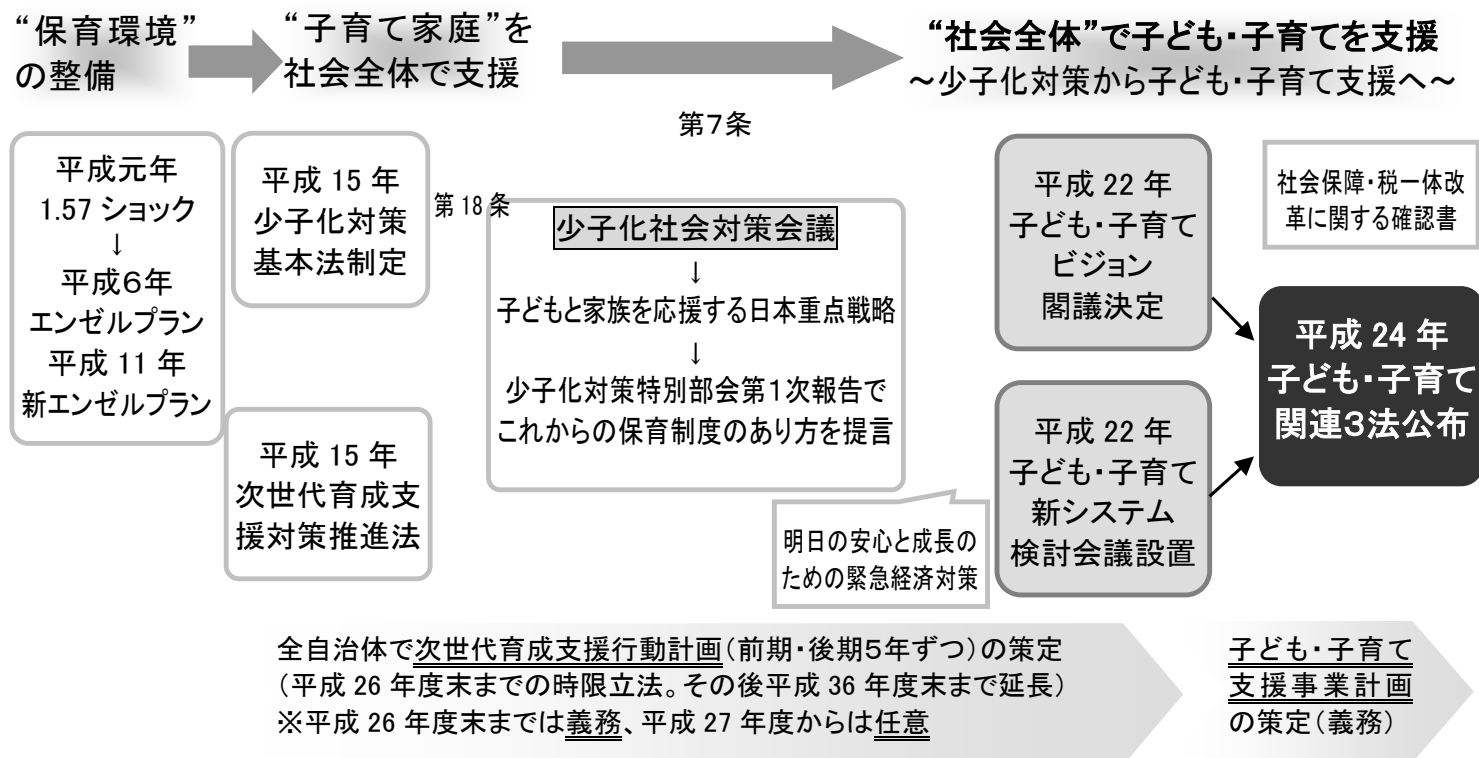 “保育環境”
の整備
“子育て家庭”を
社会全体で支援
“社会全体”で子ども・子育てを支援
～少子化対策から子ども・子育て支援へ～
平成元年
1.57 ショック
↓
平成６年
エンゼルプラン
平成 11 年
新エンゼルプラン
平成 15 年
少子化対策
基本法制定
平成 15 年
次世代育成支
援対策推進法
第７条
第 18 条
少子化社会対策会議
↓
子どもと家族を応援する日本重点戦略
↓
少子化対策特別部会第１次報告で
これからの保育制度のあり方を提言
明日の安心と成長の
ための緊急経済対策
平成 22 年
子ども・子育て
ビジョン
閣議決定
平成 22 年
子ども・子育て
新システム
検討会議設置
社会保障・税一体改
革に関する確認書
平成 24 年
子ども・子育て
関連３法公布
全自治体で次世代育成支援行動計画（前期・後期５年ずつ）の策定
（平成 26 年度末までの時限立法。その後平成 36 年度末まで延長）
※平成 26 年度末までは義務、平成 27 年度からは任意
子ども・子育て
支援事業計画
の策定（義務）